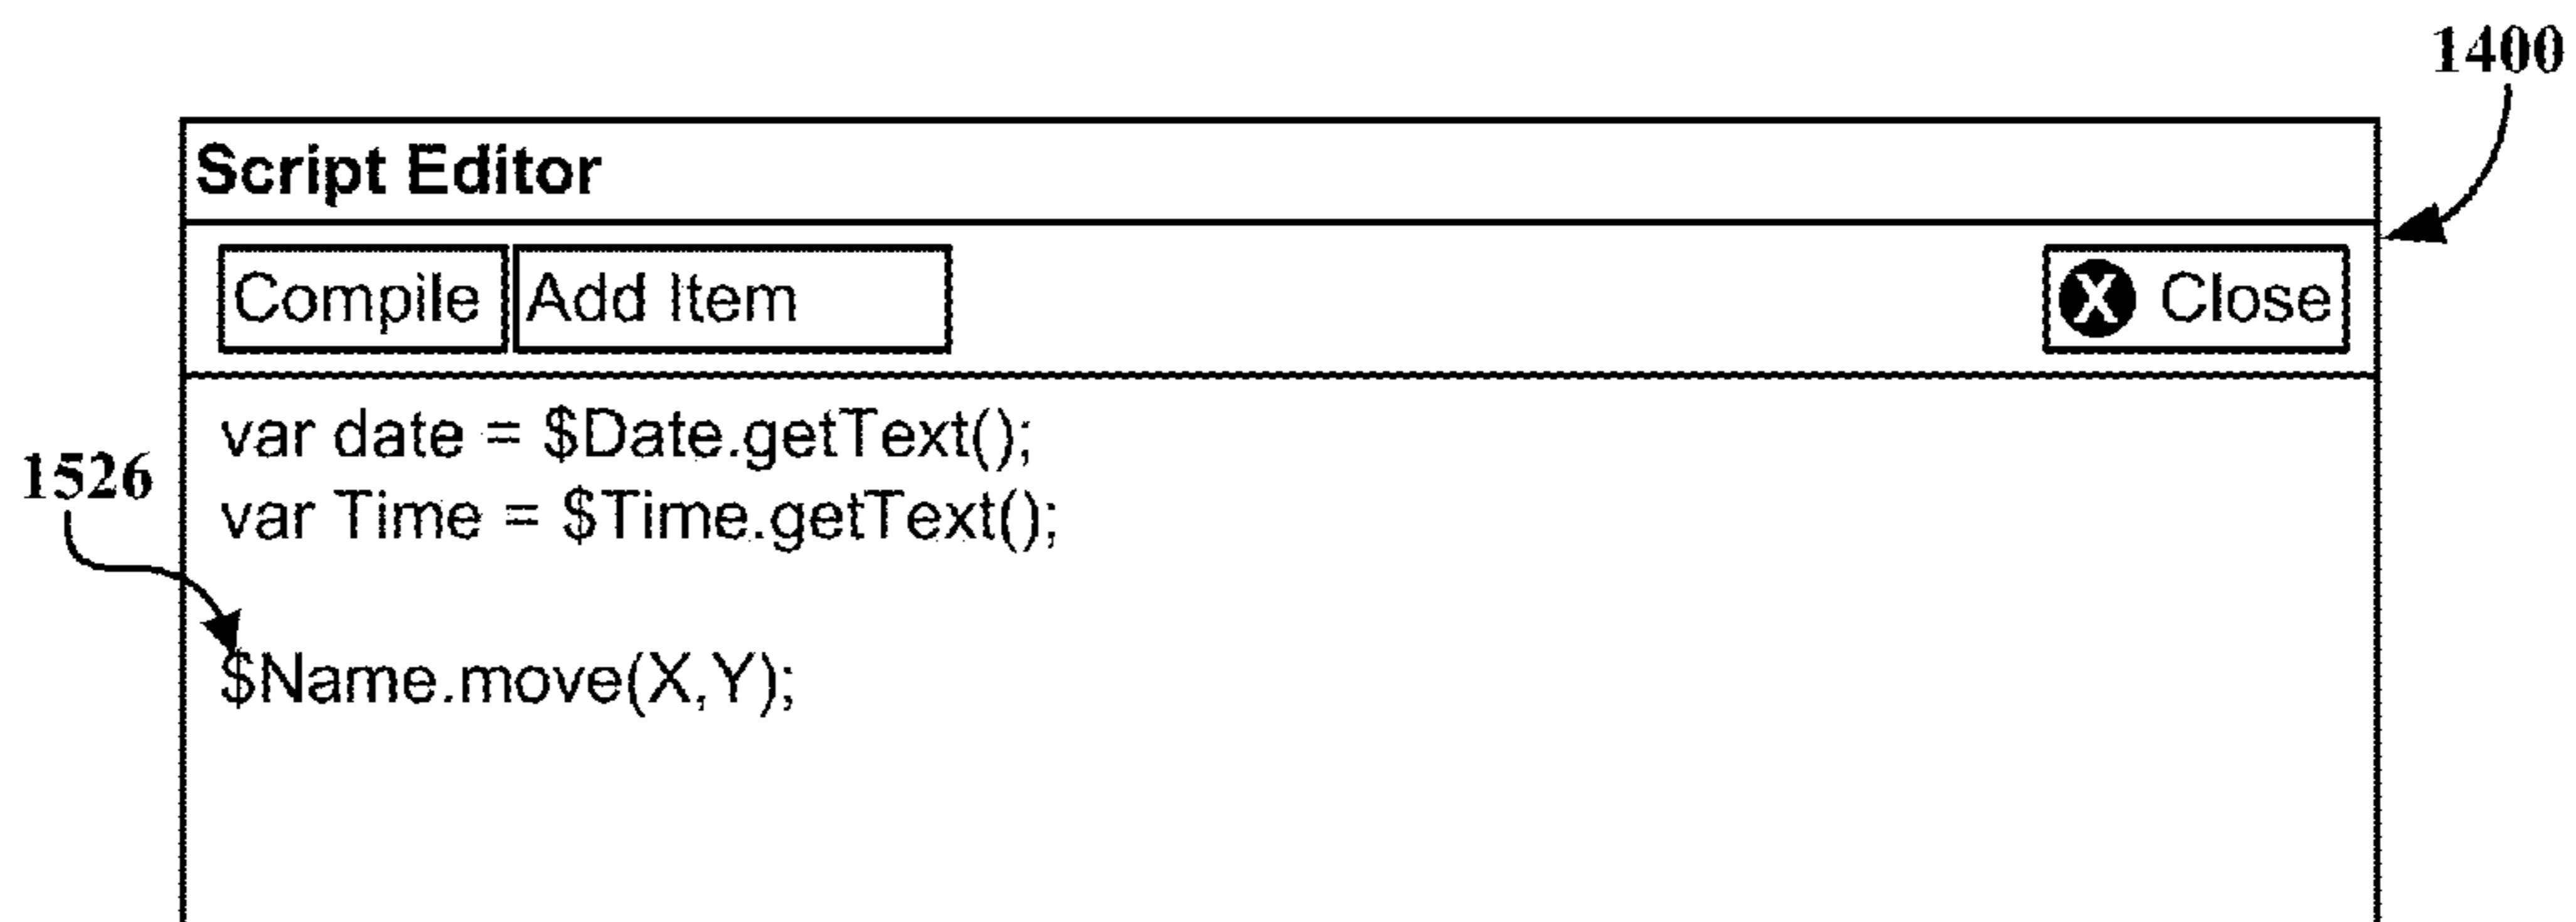 1400
Script Editor
Compile Add Item X Close
var date = $Date.getText();
1526
var Time = $Time.getText();
$Name.move(X,Y);